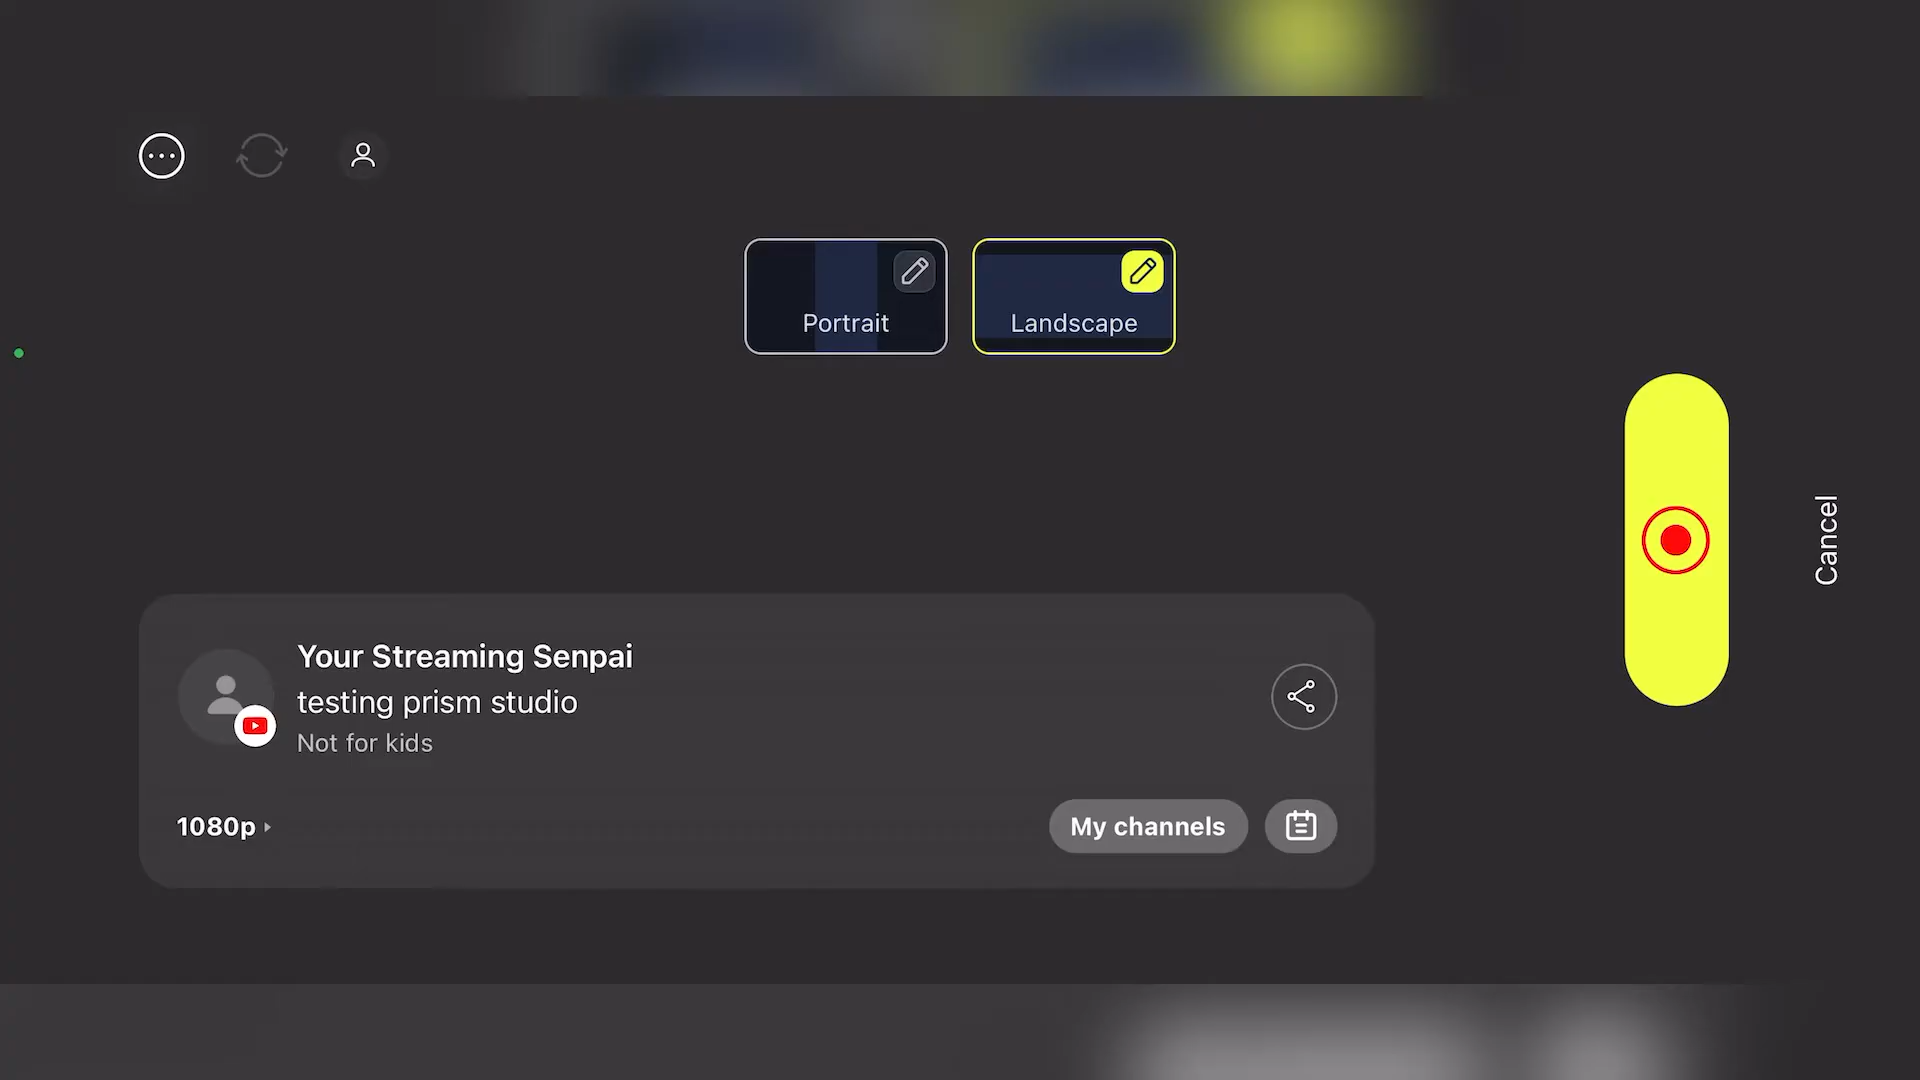 Portrait
Landscape
Cancel
Your Streaming Senpai
testing prism studio
Not for kids
1080p
My channels